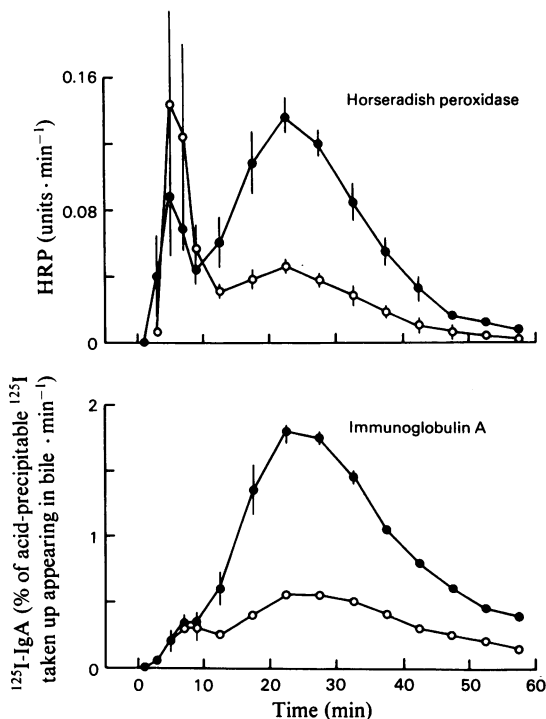 Horseradish peroxidase
HRP (units · min⁻¹)
0.16
0.08
0
Immunoglobulin A
¹²⁵I-IgA (% of acid-precipitable ¹²⁵I
taken up appearing in bile · min⁻¹)
2
1
0
0 10 20 30 40 50 60
Time (min)